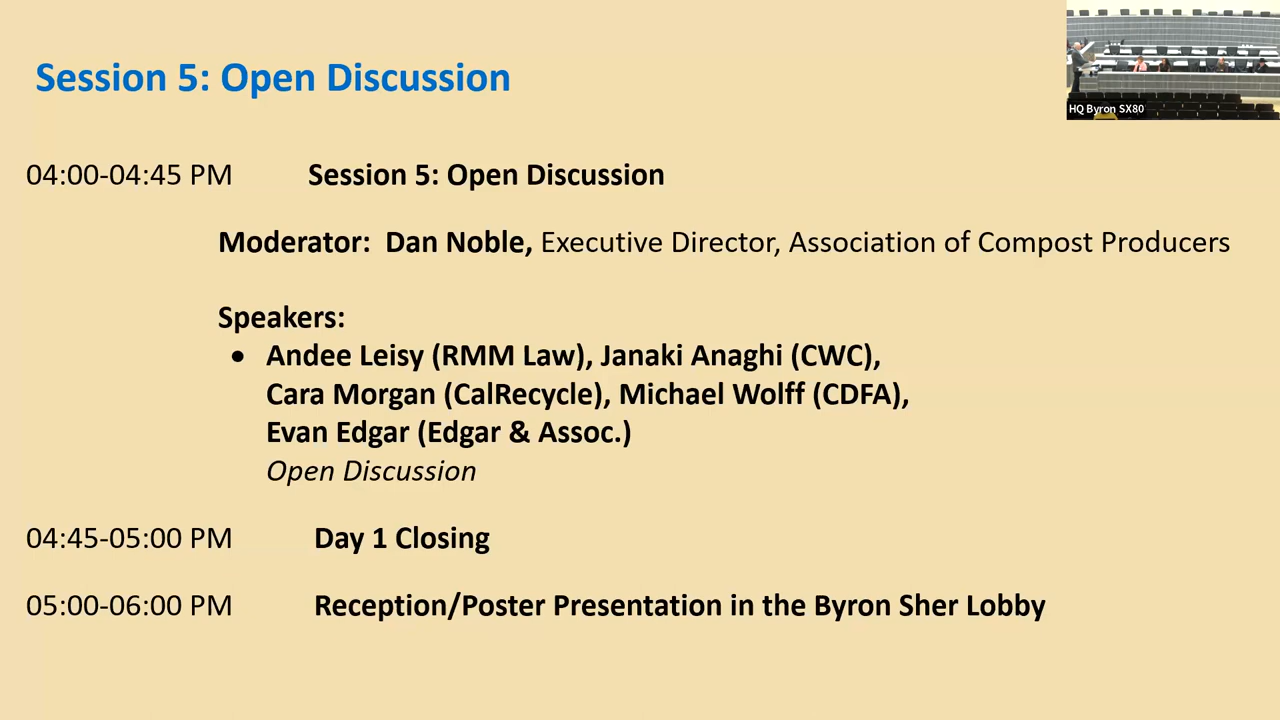 Session 5: Open Discussion
HQ Byron SX80
04:00-04:45 PM Session 5: Open Discussion
Moderator: Dan Noble, Executive Director, Association of Compost Producers
Speakers:
• Andee Leisy (RMM Law), Janaki Anaghi (CWC),
Cara Morgan (CalRecycle), Michael Wolff (CDFA),
Evan Edgar (Edgar & Assoc.)
Open Discussion
04:45-05:00 PM Day 1 Closing
05:00-06:00 PM Reception/Poster Presentation in the Byron Sher Lobby